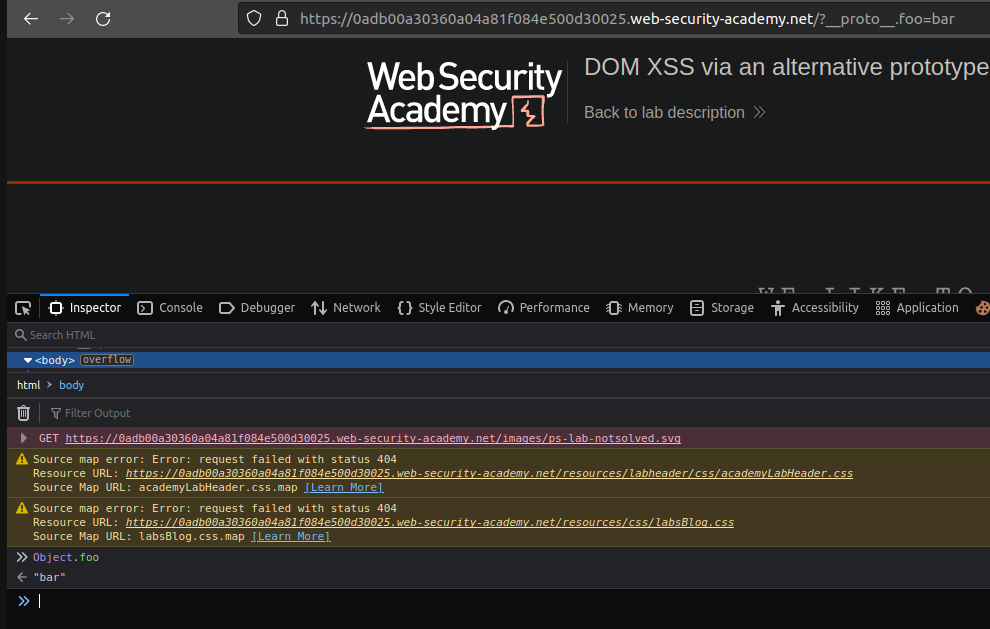 https://0adb00a30360a04a81f084e500d30025.web-security-academy.net/?__proto__.foo=bar
Web Security
Academy
DOM XSS via an alternative prototype
Back to lab description
WE LIKE TO
Inspector Console Debugger Network Style Editor Performance Memory Storage Accessibility Application
Search HTML
<body> overflow
html > body
Filter Output
GET https://0adb00a30360a04a81f084e500d30025.web-security-academy.net/images/ps-lab-notsolved.svg
Source map error: Error: request failed with status 404
Resource URL: https://0adb00a30360a04a81f084e500d30025.web-security-academy.net/resources/labheader/css/academyLabHeader.css
Source Map URL: academyLabHeader.css.map [Learn More]
Source map error: Error: request failed with status 404
Resource URL: https://0adb00a30360a04a81f084e500d30025.web-security-academy.net/resources/css/labsBlog.css
Source Map URL: labsBlog.css.map [Learn More]
Object.foo
"bar"